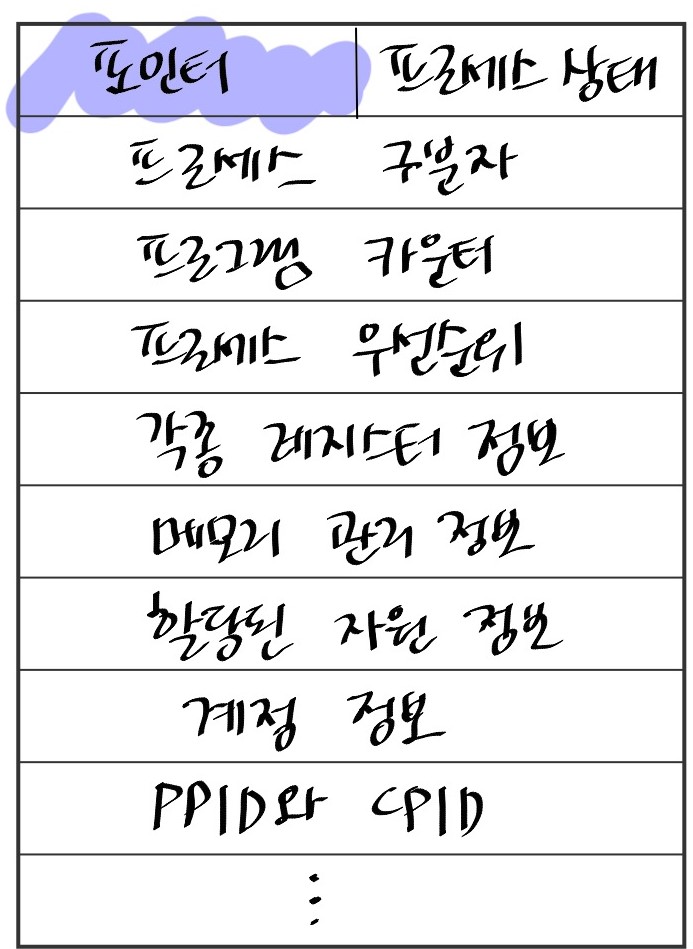 포인터 프로세스 상태
프로세스 구분자
프로그램 카운터
프로세스 우선순위
각종 레지스터 정보
메모리 관리 정보
할당된 자원 정보
계정 정보
PPID와 CPID
⋮